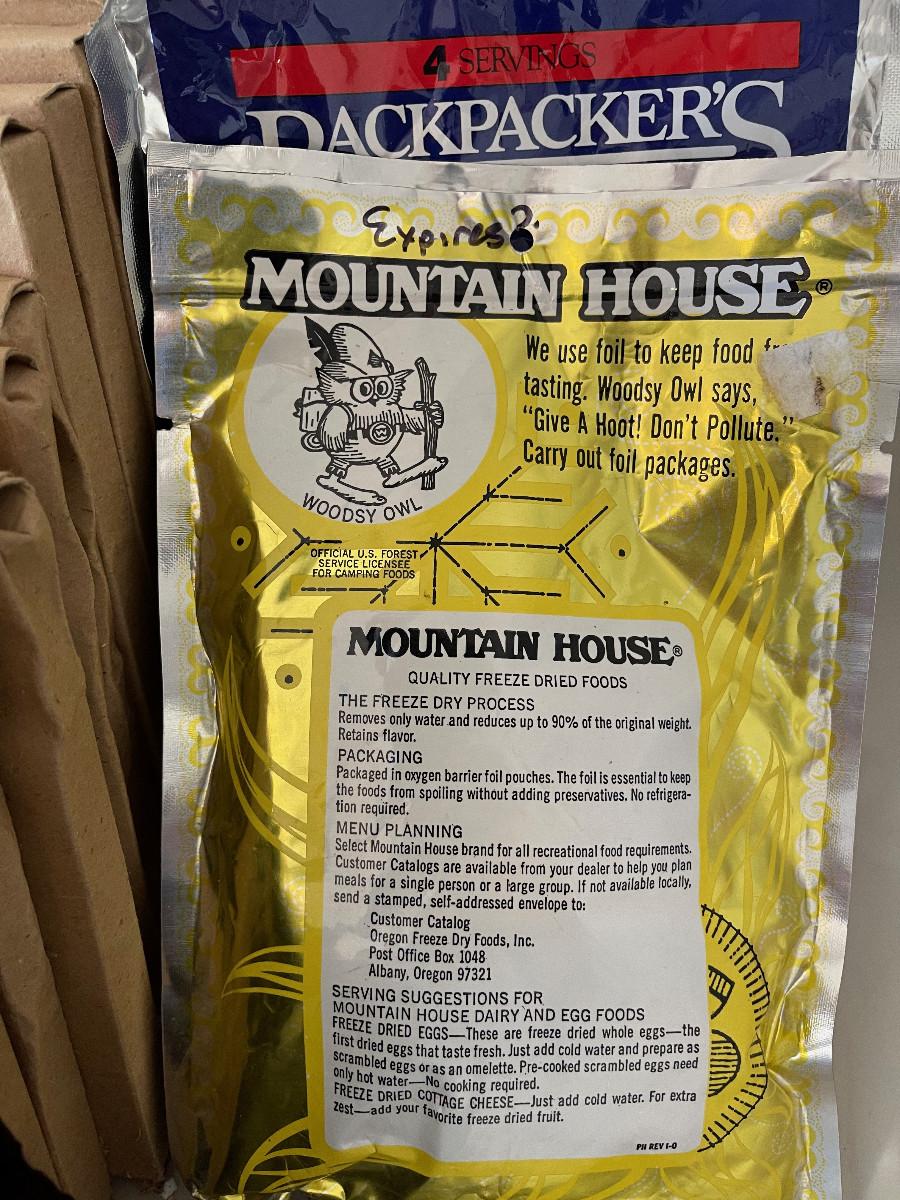 4 SERVINGS
BACKPACKER'S
Expires?
MOUNTAIN HOUSE®
We use foil to keep food
tasting. Woodsy Owl says,
"Give A Hoot! Don't Pollute."
Carry out foil packages.
WOODSY OWL
OFFICIAL U.S. FOREST
SERVICE LICENSEE
FOR CAMPING FOODS
MOUNTAIN HOUSE®
QUALITY FREEZE DRIED FOODS
THE FREEZE DRY PROCESS
Removes only water and reduces up to 90% of the original weight.
Retains flavor.
PACKAGING
Packaged in oxygen barrier foil pouches. The foil is essential to keep
the foods from spoiling without adding preservatives. No refrigera-
tion required.
MENU PLANNING
Select Mountain House brand for all recreational food requirements.
Customer Catalogs are available from your dealer to help you plan
meals for a single person or a large group. If not available locally,
send a stamped, self-addressed envelope to:
Customer Catalog
Oregon Freeze Dry Foods, Inc.
Post Office Box 1048
Albany, Oregon 97321
SERVING SUGGESTIONS FOR
MOUNTAIN HOUSE DAIRY AND EGG FOODS
FREEZE DRIED EGGS—These are freeze dried whole eggs—the
first dried eggs that taste fresh. Just add cold water and prepare as
scrambled eggs or as an omelette. Pre-cooked scrambled eggs need
only hot water—No cooking required.
FREEZE DRIED COTTAGE CHEESE—Just add cold water. For extra
zest—add your favorite freeze dried fruit.
PH REV 1-0